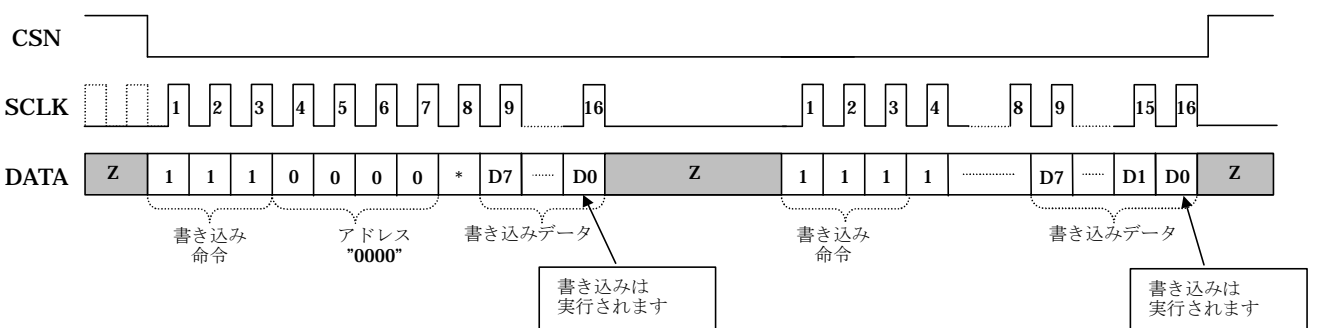 CSN
SCLK 1 2 3 4 5 6 7 8 9 16 1 2 3 4 8 9 15 16
DATA Z 1 1 1 0 0 0 0 * D7 ...... D0 Z 1 1 1 1 .............. D7 ...... D1 D0 Z
書き込み 命令
アドレス "0000"
書き込みデータ
書き込み 命令
書き込みデータ
書き込みは
実行されます
書き込みは
実行されます